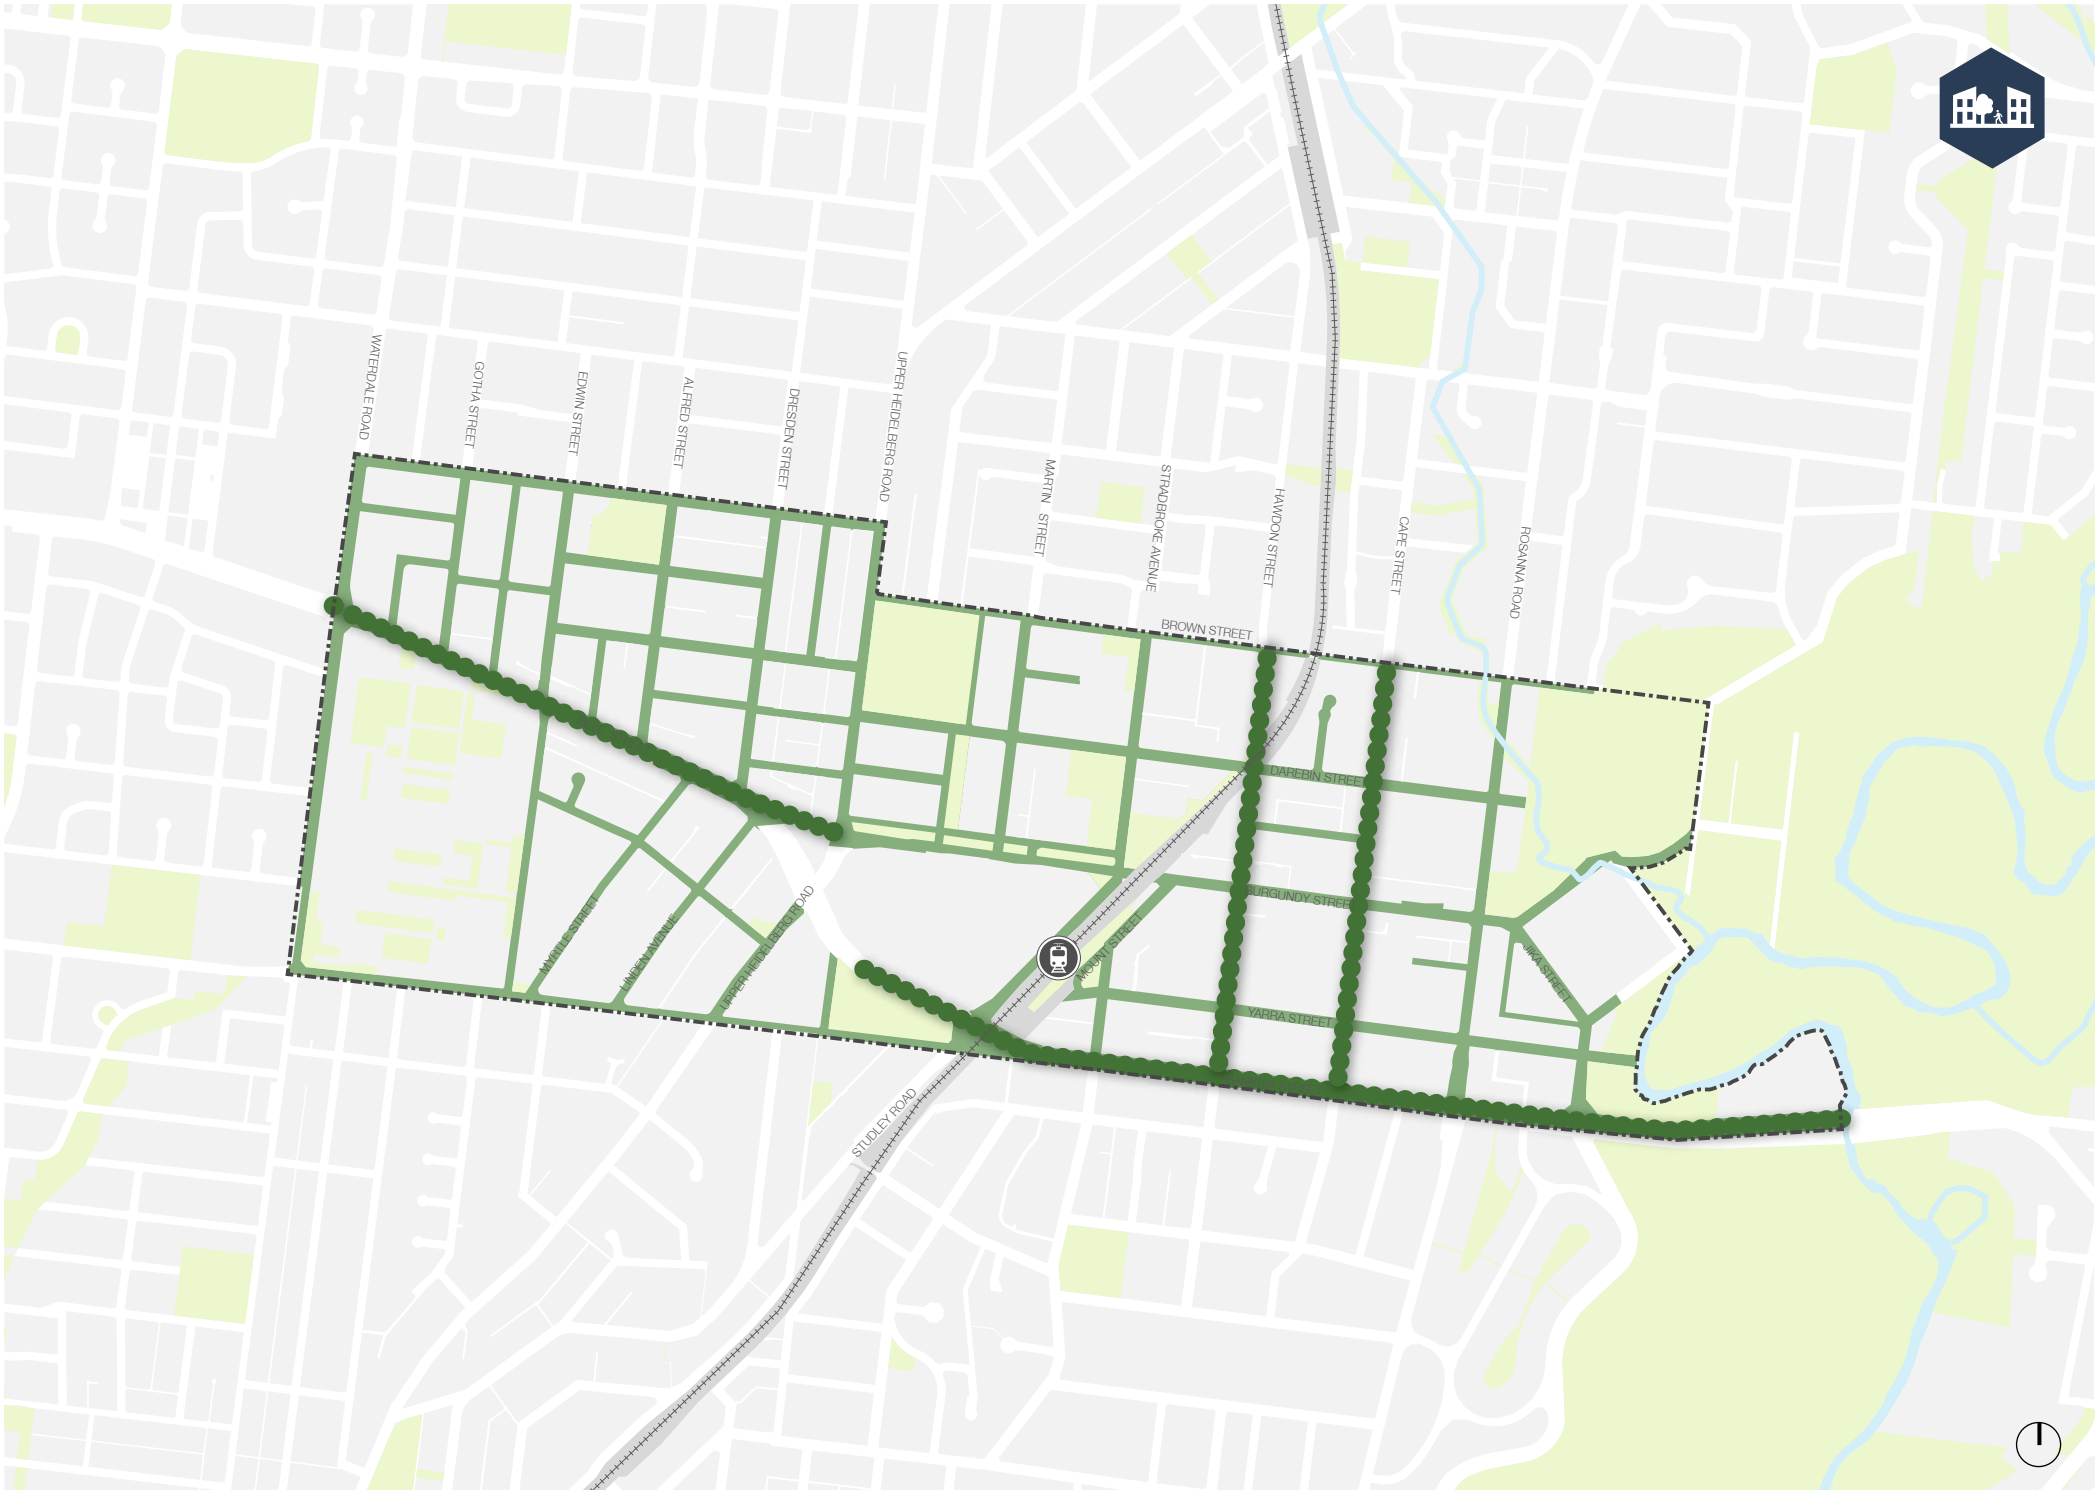 WATERDALE ROAD
GOTHA STREET
EDWIN STREET
ALFRED STREET
DRESDEN STREET
UPPER HEIDELBERG ROAD
MARTIN STREET
STRADBROKE AVENUE
HAWDON STREET
CAPE STREET
ROSANNA ROAD
BROWN STREET
DAREBIN STREET
BURGUNDY STREET
MYRTLE STREET
LINDEN AVENUE
UPPER HEIDELBERG ROAD
MOUNT STREET
JIKA STREET
YARRA STREET
STUDLEY ROAD